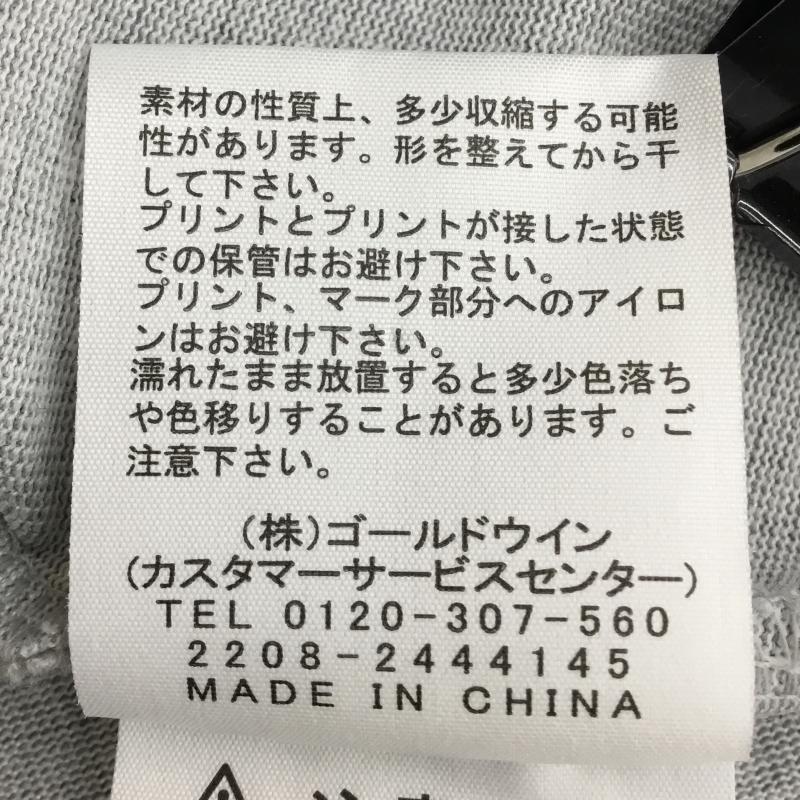 素材の性質上、多少収縮する可能
性があります。形を整えてから干
して下さい。
プリントとプリントが接した状態
での保管はお避け下さい。
プリント、マーク部分へのアイロ
ンはお避け下さい。
濡れたまま放置すると多少色落ち
や色移りすることがあります。ご
注意下さい。
(株)ゴールドウイン
(カスタマーサービスセンター)
TEL 0120-307-560
2208-2444145
MADE IN CHINA